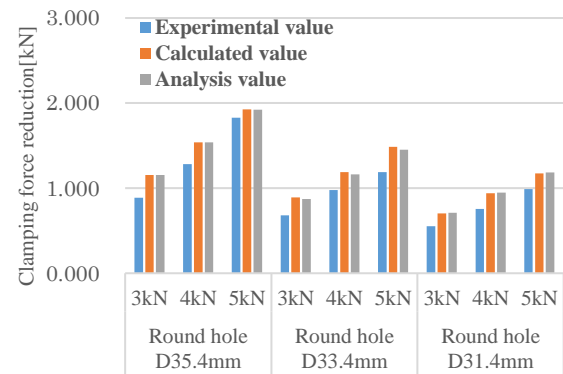 3.000
Experimental value
Calculated value
Analysis value
2.000
1.000
0.000
Clamping force reduction[kN]
3kN 4kN 5kN 3kN 4kN 5kN 3kN 4kN 5kN
Round hole Round hole Round hole
D35.4mm D33.4mm D31.4mm